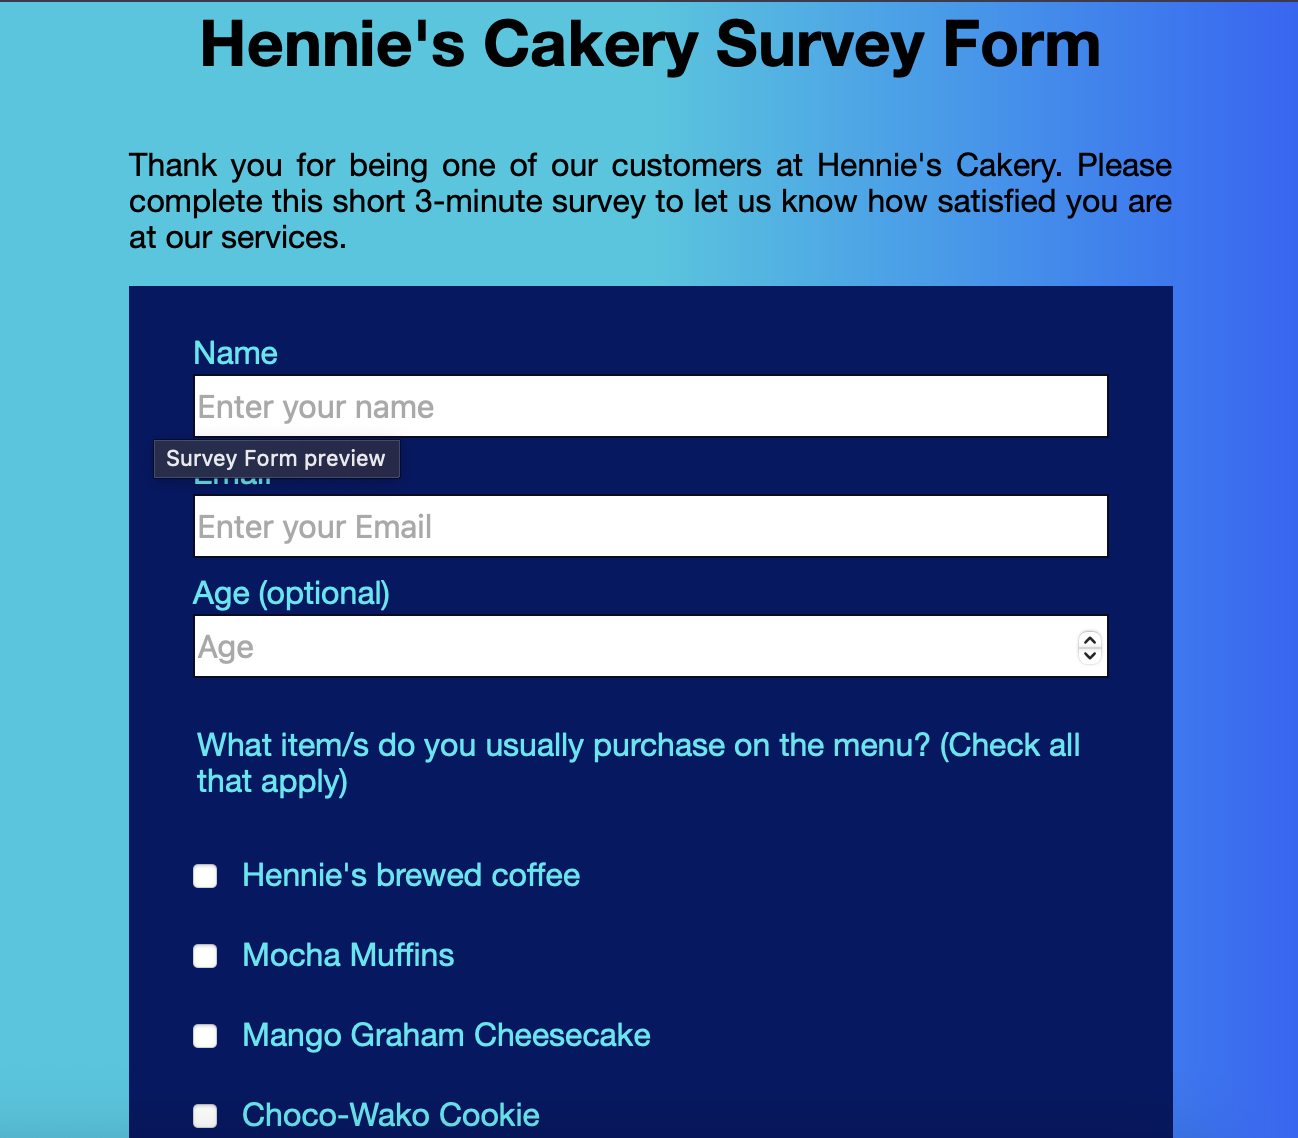 Hennie's Cakery Survey Form
Thank you for being one of our customers at Hennie's Cakery. Please
complete this short 3-minute survey to let us know how satisfied you are
at our services.
Name
Enter your name
Survey Form preview
Email
Enter your Email
Age (optional)
Age
What item/s do you usually purchase on the menu? (Check all
that apply)
Hennie's brewed coffee
Mocha Muffins
Mango Graham Cheesecake
Choco-Wako Cookie